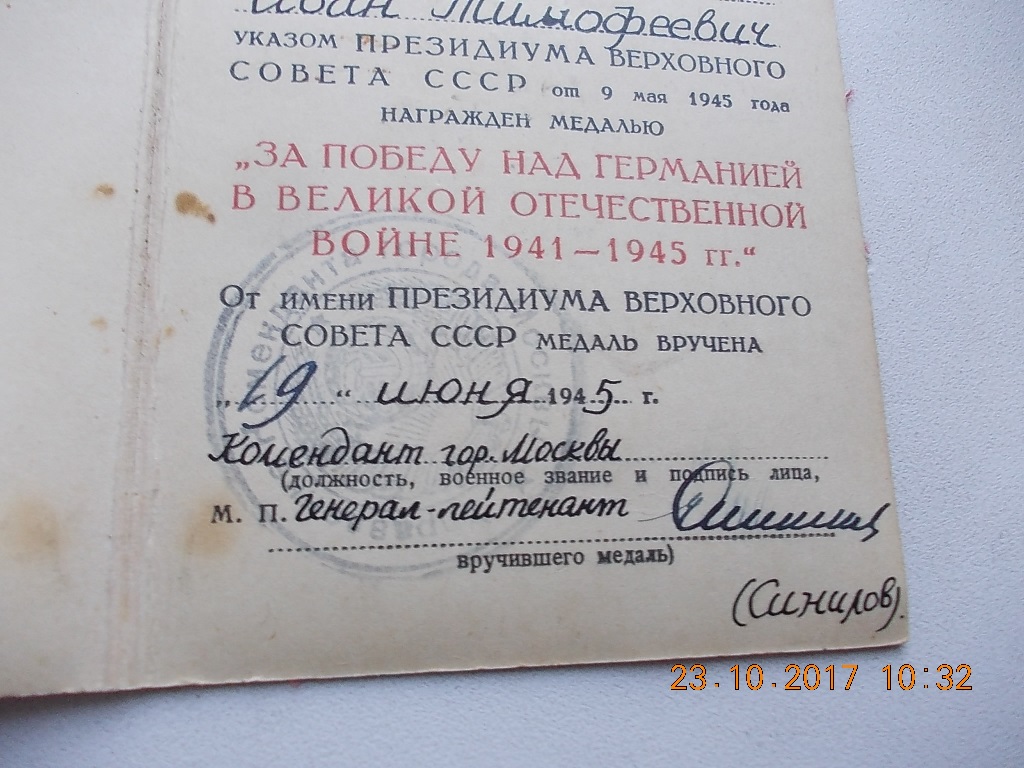 Иван Тимофеевич
УКАЗОМ ПРЕЗИДИУМА ВЕРХОВНОГО
СОВЕТА СССР от 9 мая 1945 года
НАГРАЖДЕН МЕДАЛЬЮ
„ЗА ПОБЕДУ НАД ГЕРМАНИЕЙ
В ВЕЛИКОЙ ОТЕЧЕСТВЕННОЙ
ВОЙНЕ 1941—1945 гг.“
От имени ПРЕЗИДИУМА ВЕРХОВНОГО
СОВЕТА СССР МЕДАЛЬ ВРУЧЕНА
„19“ июня 1945 г.
Комендант гор. Москвы
(должность, военное звание и подпись лица,
М. П. Генерал-лейтенант
вручившего медаль)
(Синилов).
23.10.2017 10:32